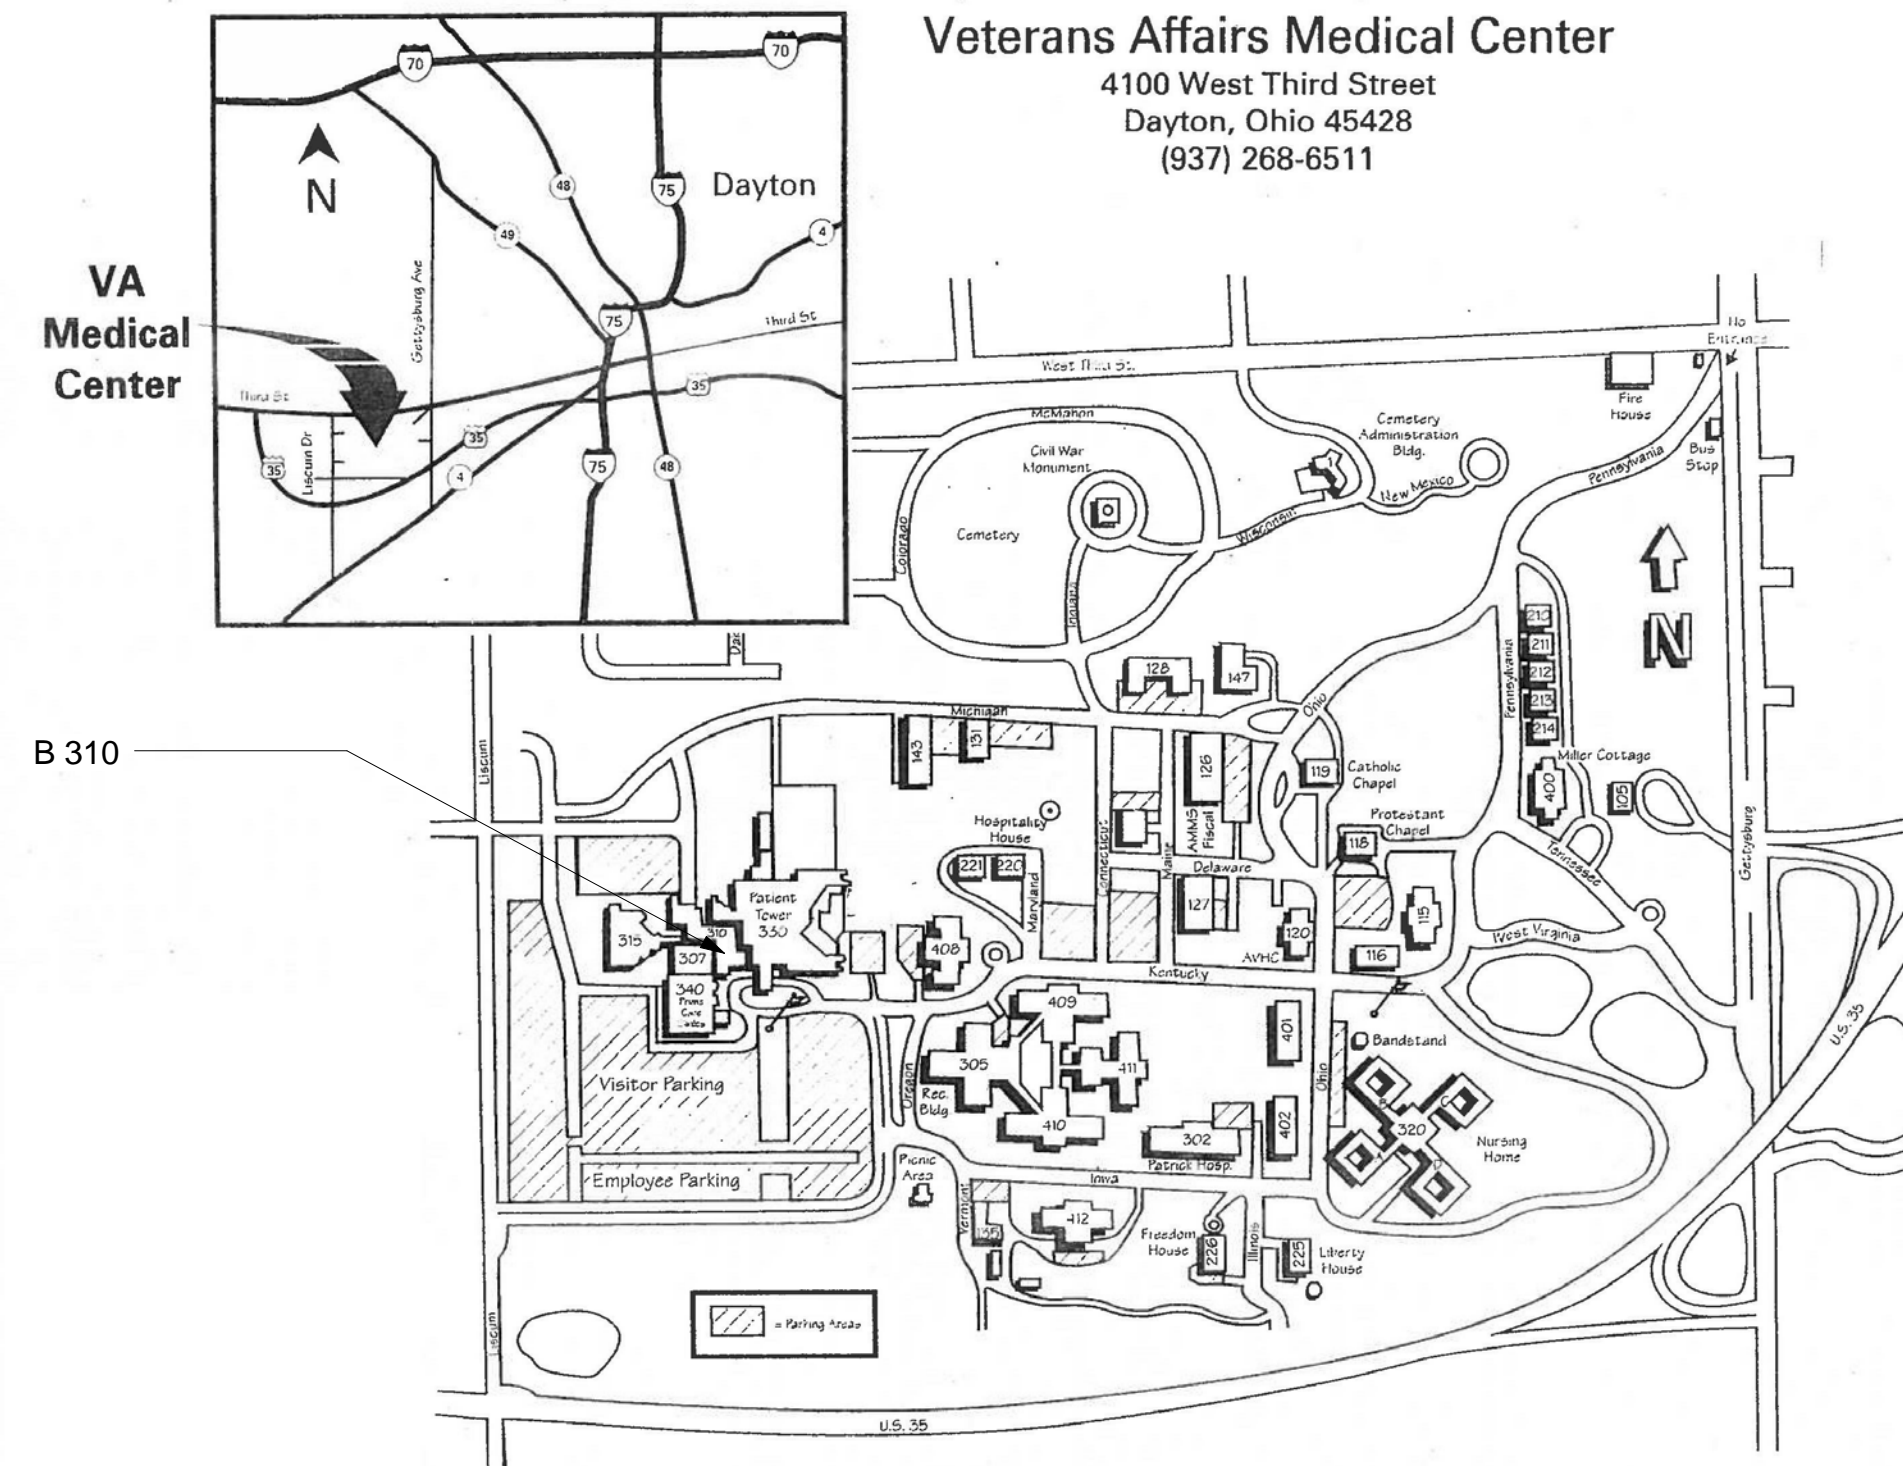 Veterans Affairs Medical Center
4100 West Third Street
Dayton, Ohio 45428
(937) 268-6511
70
70
N
48
75
Dayton
49
4
VA
Medical
Center
Gettysburg Ave
75
Third St
Third St
35
35
35
Liscum Dr
4
75
48
West Third St.
No
Entrance
Fire
House
Bus
Stop
McMahon
Civil War
Monument
Cemetery
Administration
Bldg.
1
New Mexico
Pennsylvania
Colorado
Cemetery
Wisconsin
Indiana
N
210
211
212
213
214
Pennsylvania
128
147
Ohio
Michigan
143
131
126
119
Catholic
Chapel
Miller Cottage
400
105
B 310
Liscum
Hospitality
House
221
220
Maryland
Connecticut
Maine
AMMS
Fiscal
Delaware
Protestant
Chapel
118
Tennessee
Gettysburg
Patient
Tower
330
310
315
307
340
Prime
Care
408
127
120
AVHC
115
116
West Virginia
Kentucky
409
401
Bandstand
U.S. 35
Visitor Parking
Oregon
305
Rec.
Bldg.
411
410
302
Patrick Hosp.
402
Ohio
B
C
320
A
D
Nursing
Home
Employee Parking
Picnic
Area
Iowa
Vermont
135
412
Freedom
House
226
Illinois
225
Liberty
House
= Parking Areas
Liscum
U.S. 35